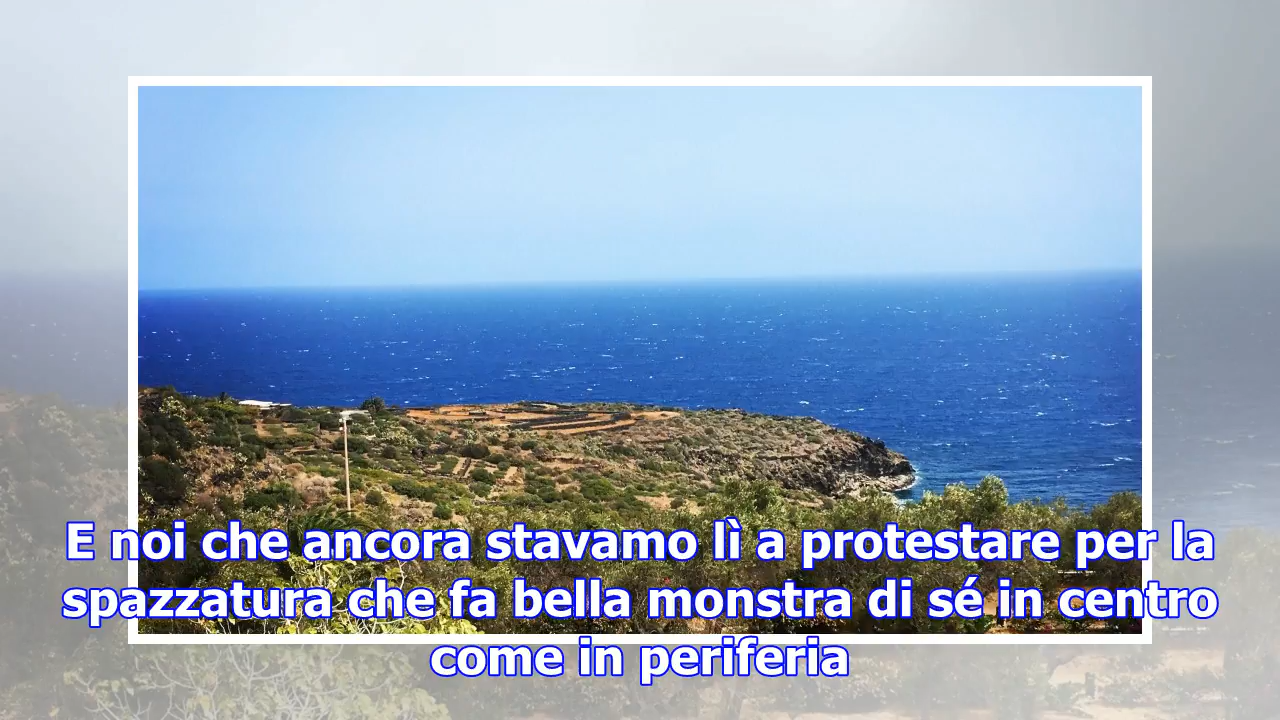 E noi che ancora stavamo lì a protestare per la
spazzatura che fa bella monstra di sé in centro
come in periferia